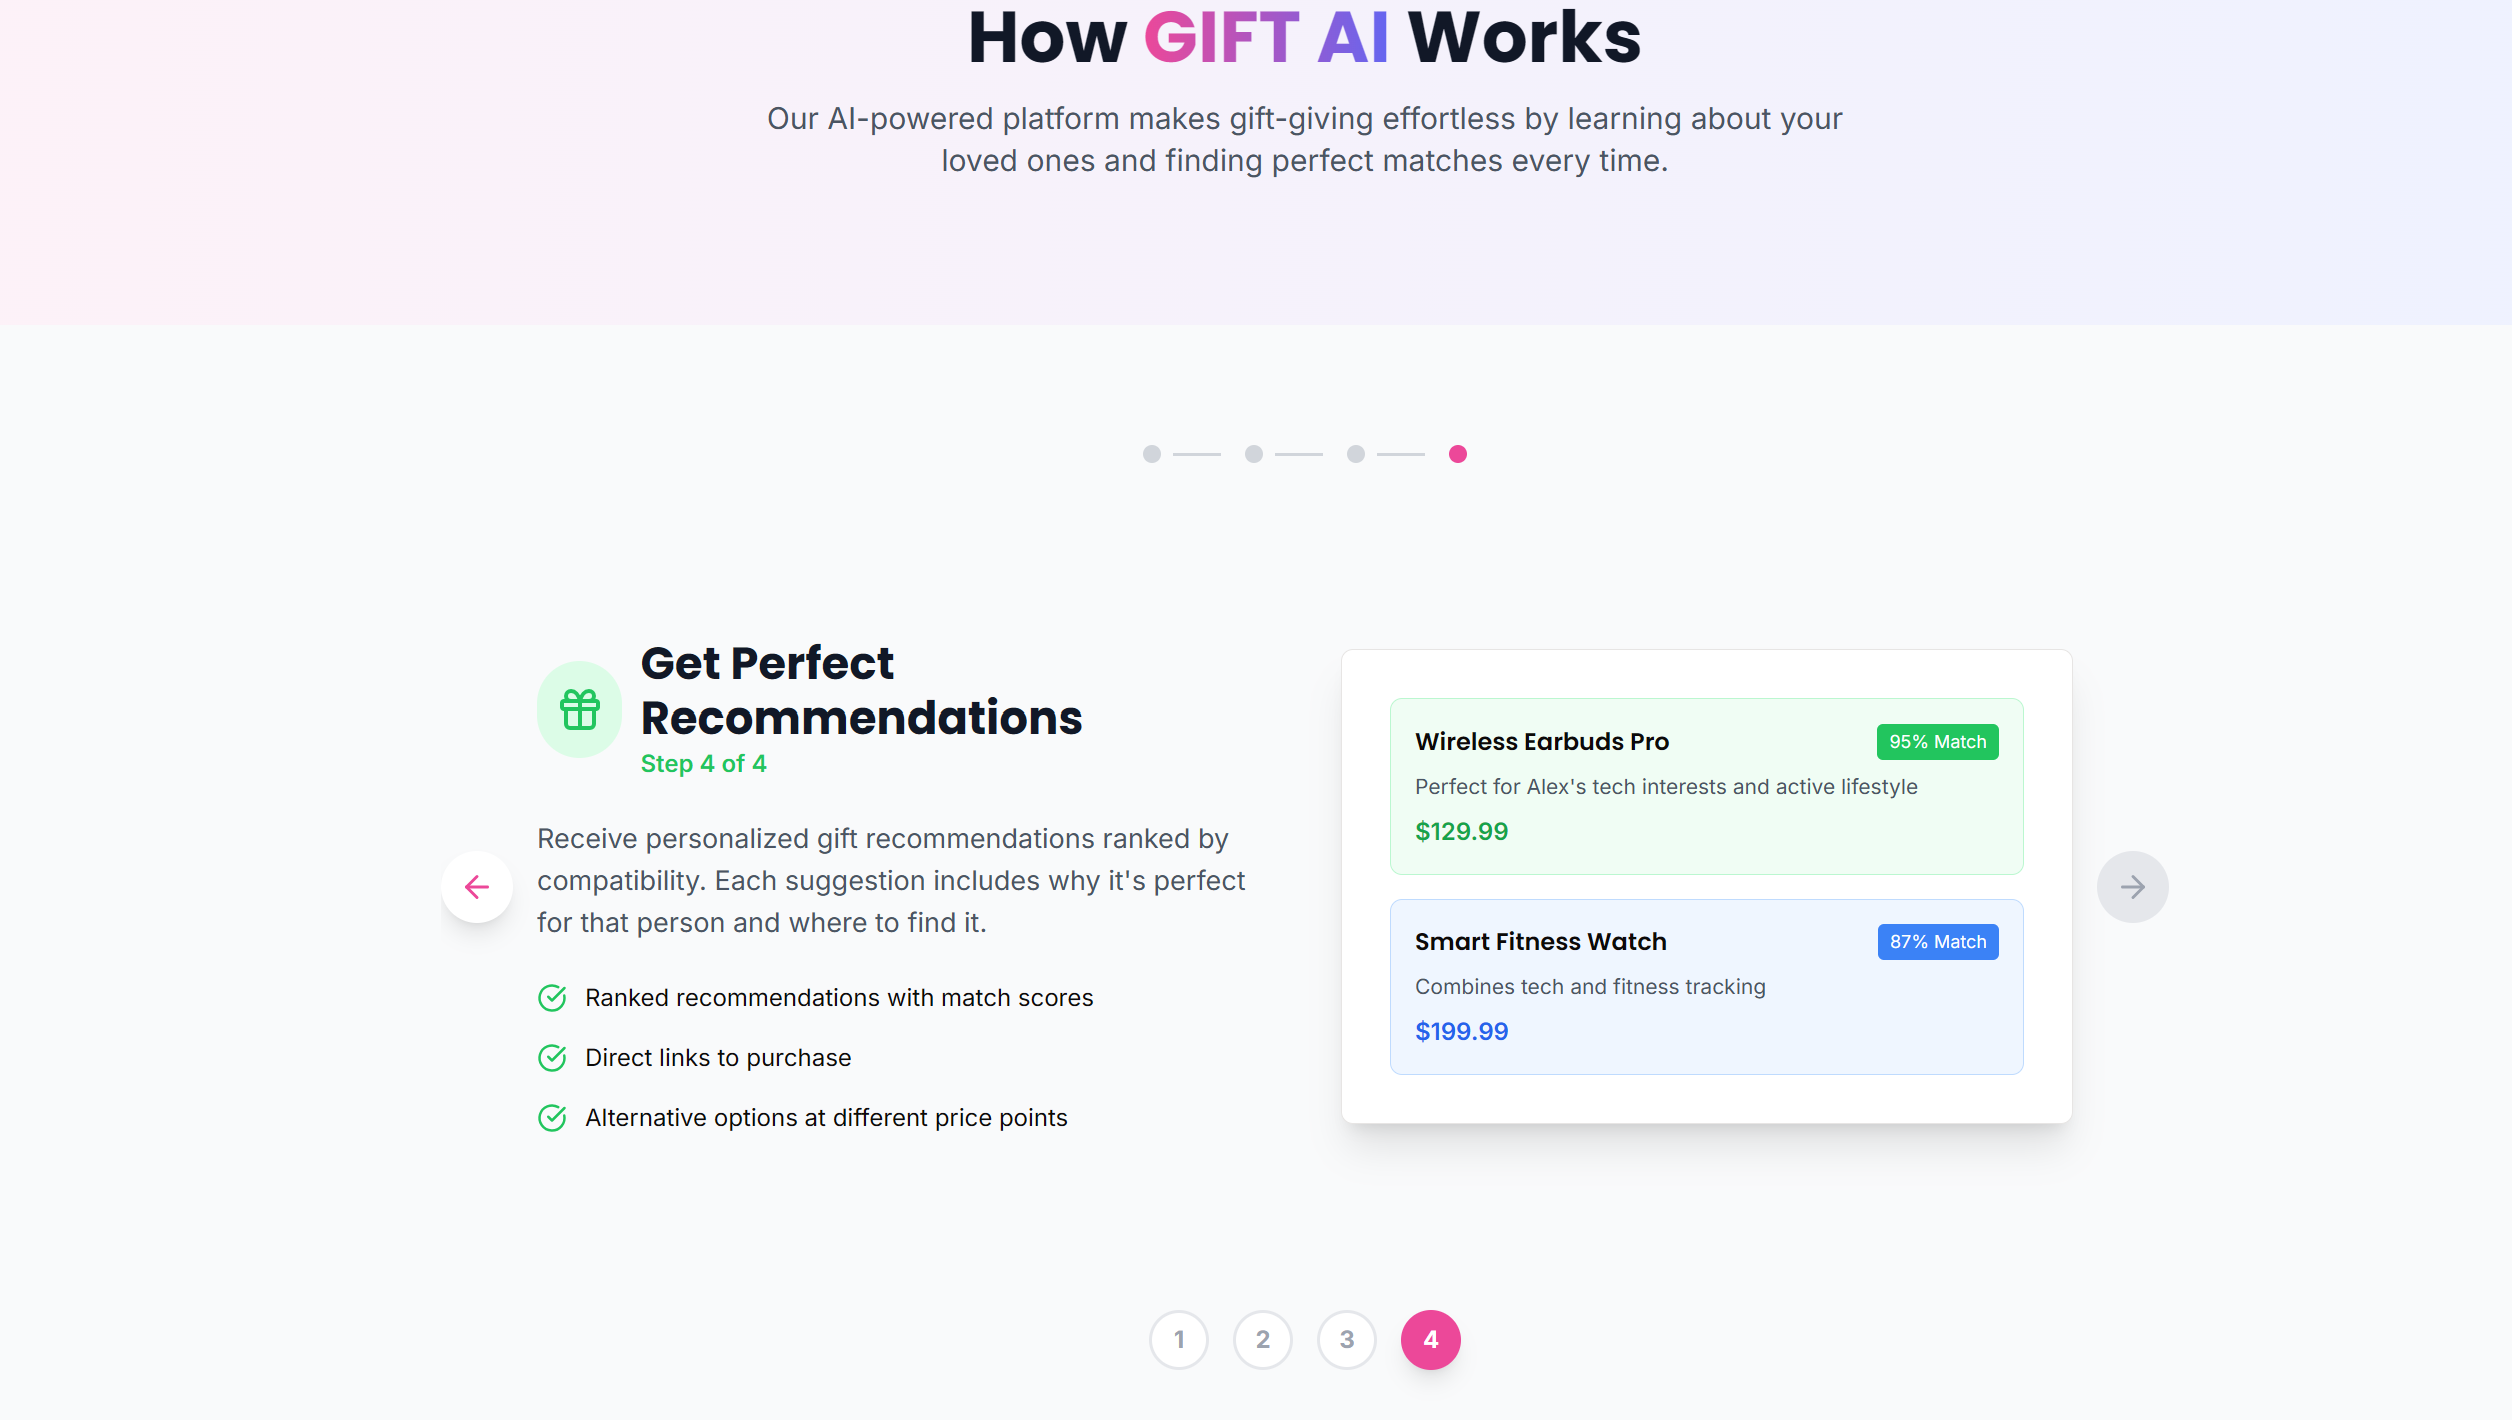 How GIFT AI Works
Our AI-powered platform makes gift-giving effortless by learning about your
loved ones and finding perfect matches every time.
Get Perfect
Recommendations
Step 4 of 4
Receive personalized gift recommendations ranked by
compatibility. Each suggestion includes why it's perfect
for that person and where to find it.
Ranked recommendations with match scores
Direct links to purchase
Alternative options at different price points
Wireless Earbuds Pro
95% Match
Perfect for Alex's tech interests and active lifestyle
$129.99
Smart Fitness Watch
87% Match
Combines tech and fitness tracking
$199.99
1
2
3
4